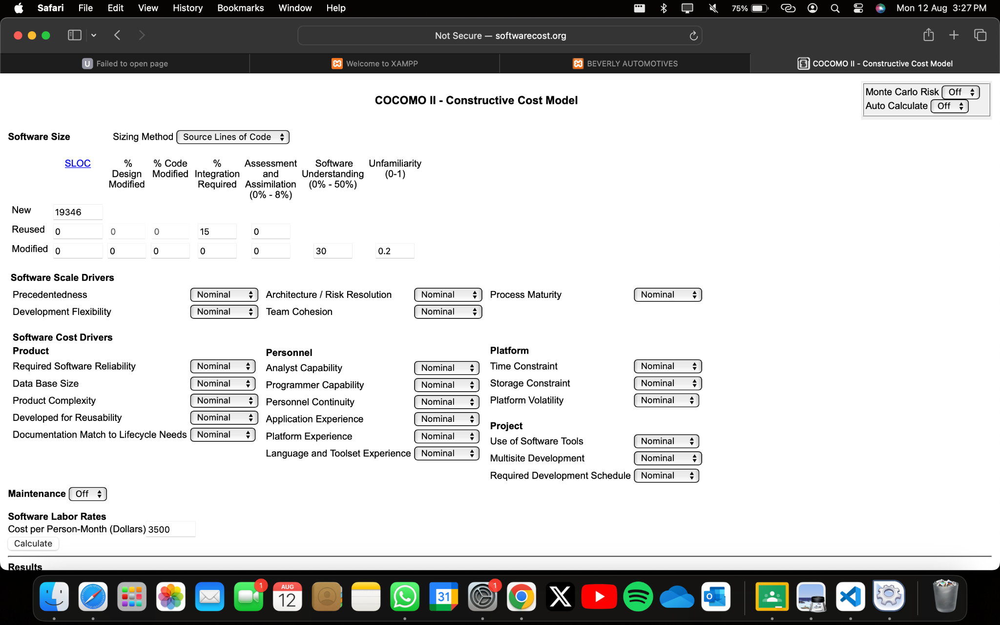 Safari File Edit View History Bookmarks Window Help 75% Mon 12 Aug 3:27 PM
Not Secure — softwarecost.org
U Failed to open page Welcome to XAMPP BEVERLY AUTOMOTIVES COCOMO II - Constructive Cost Model
COCOMO II - Constructive Cost Model
Monte Carlo Risk Off
Auto Calculate Off
Software Size Sizing Method Source Lines of Code
SLOC % Design Modified % Code Modified % Integration Required Assessment and Assimilation (0% - 8%) Software Understanding (0% - 50%) Unfamiliarity (0-1)
New 19346
Reused 0 0 0 15 0
Modified 0 0 0 0 0 30 0.2
Software Scale Drivers
Precedentedness Nominal Architecture / Risk Resolution Nominal Process Maturity Nominal
Development Flexibility Nominal Team Cohesion Nominal
Software Cost Drivers
Product
Required Software Reliability Nominal
Data Base Size Nominal
Product Complexity Nominal
Developed for Reusability Nominal
Documentation Match to Lifecycle Needs Nominal
Personnel
Analyst Capability Nominal
Programmer Capability Nominal
Personnel Continuity Nominal
Application Experience Nominal
Platform Experience Nominal
Language and Toolset Experience Nominal
Platform
Time Constraint Nominal
Storage Constraint Nominal
Platform Volatility Nominal
Project
Use of Software Tools Nominal
Multisite Development Nominal
Required Development Schedule Nominal
Maintenance Off
Software Labor Rates
Cost per Person-Month (Dollars) 3500
Calculate
Results
1 AUG 12 31 1